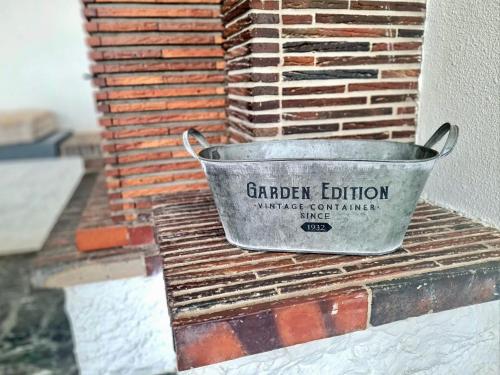 GARDEN EDITION
·VINTAGE CONTAINER·
SINCE
1932